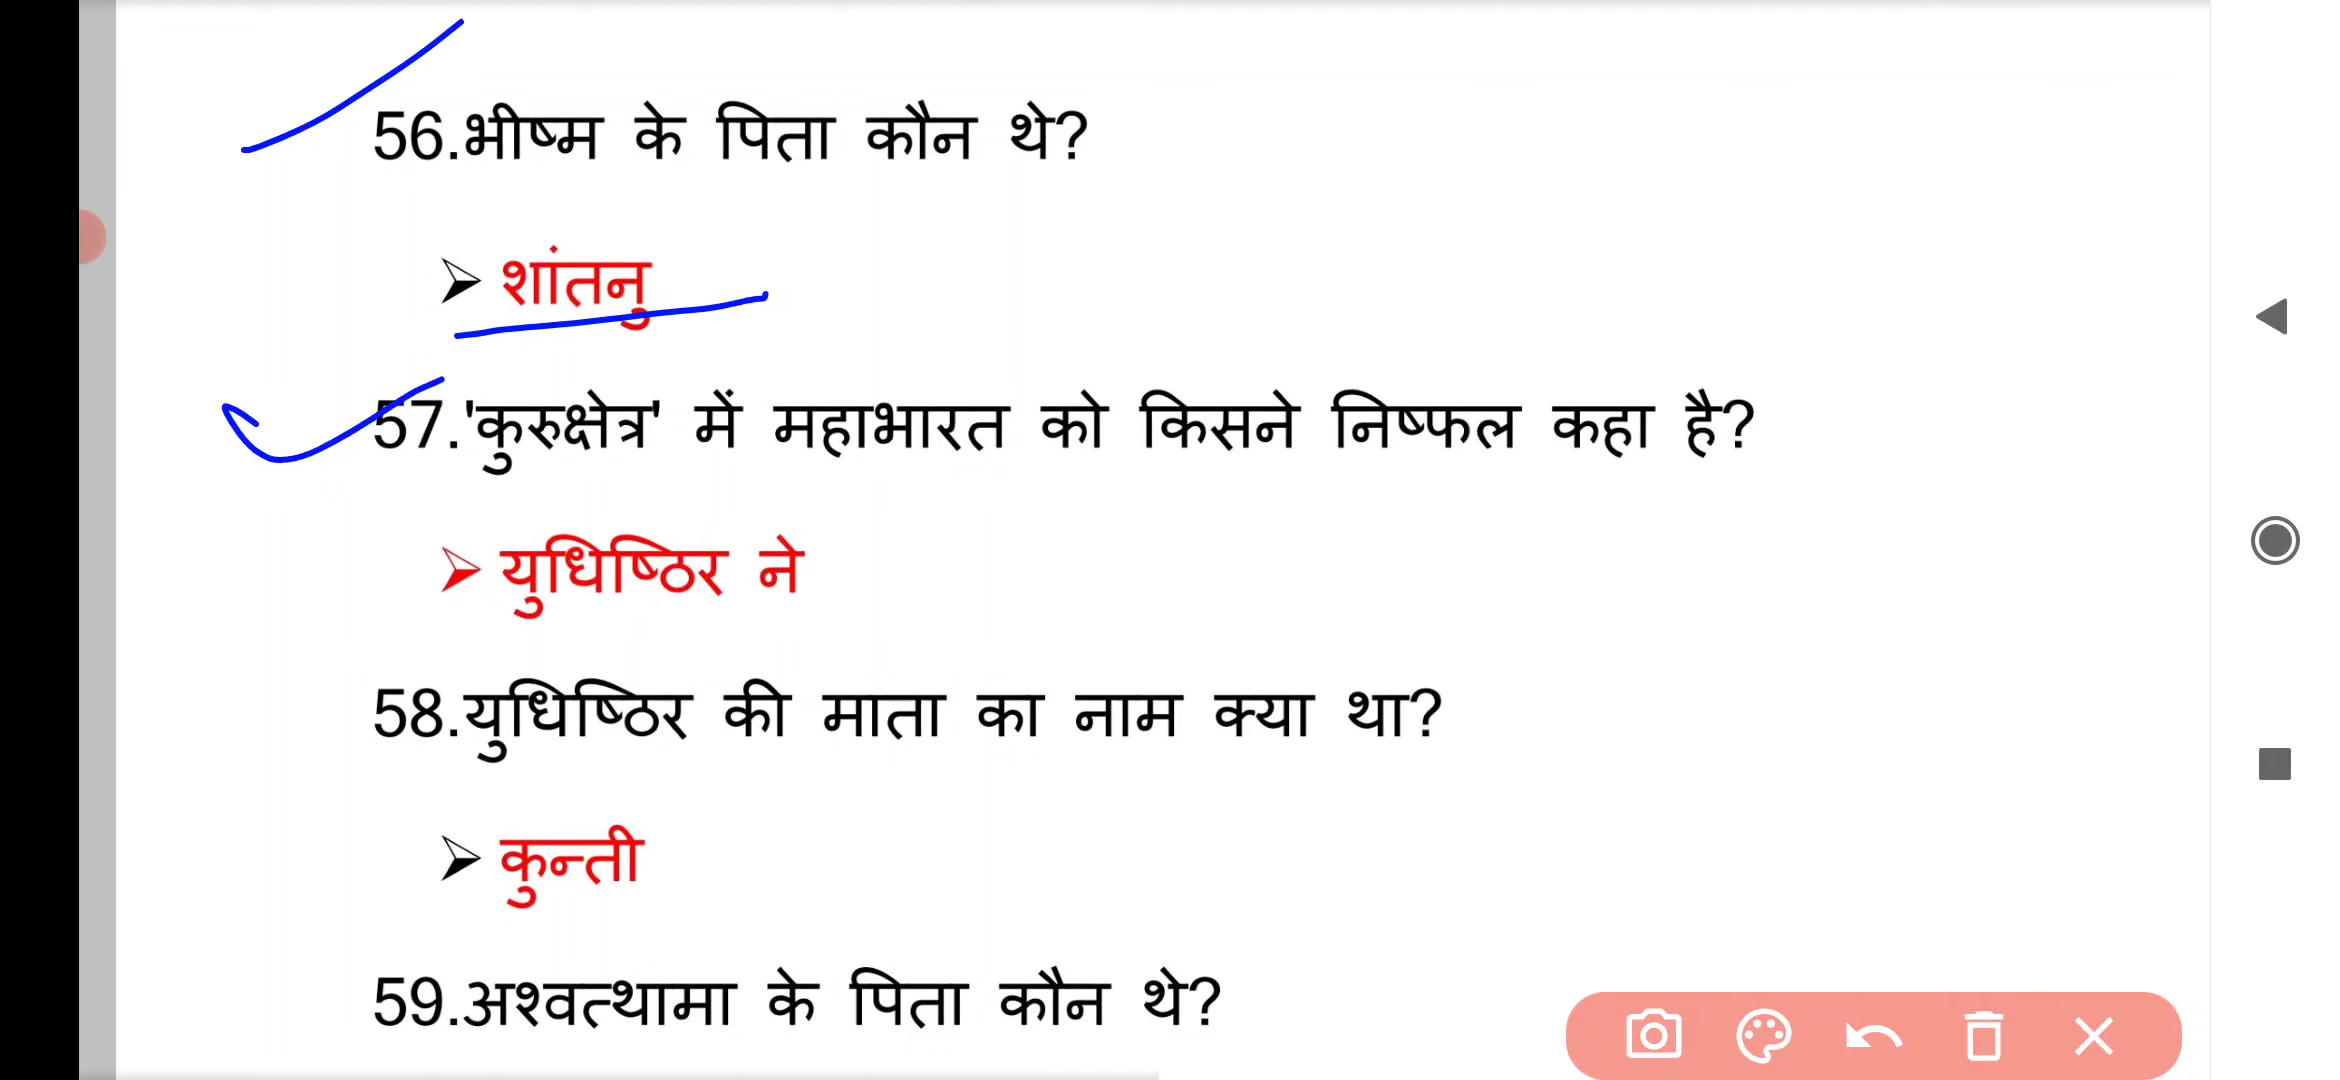 56.भीष्म के पिता कौन थे?
➢ शांतनु
57.'कुरुक्षेत्र' में महाभारत को किसने निष्फल कहा है?
➢ युधिष्ठिर ने
58.युधिष्ठिर की माता का नाम क्या था?
➢ कुन्ती
59.अश्वत्थामा के पिता कौन थे?